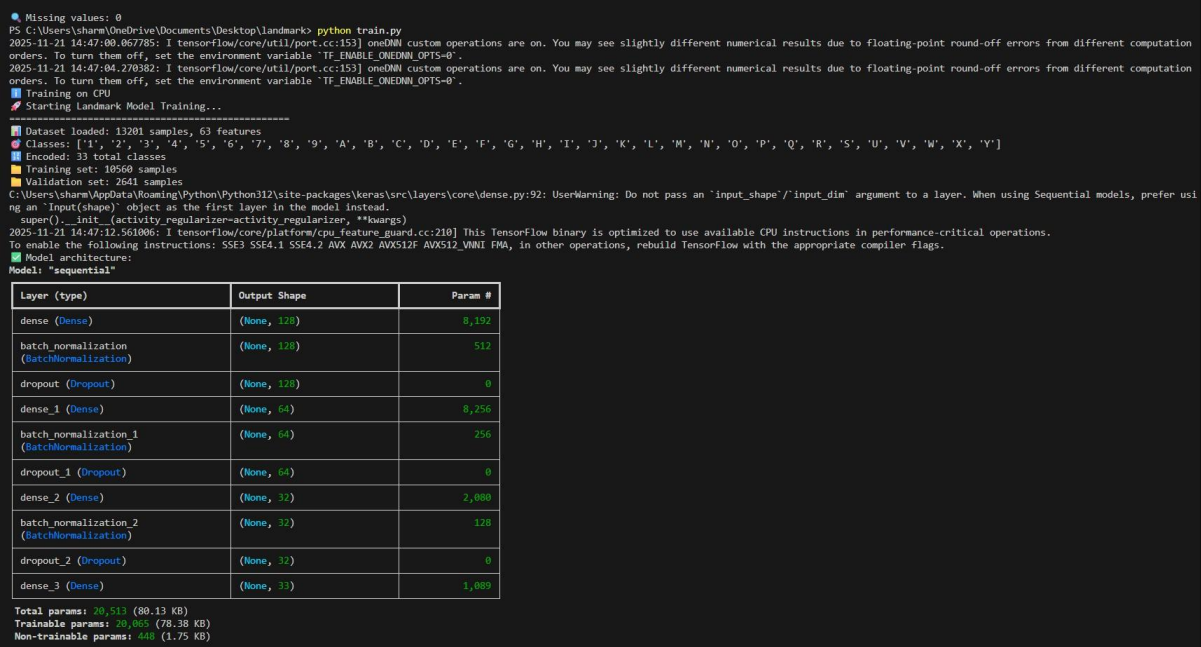 🔍 Missing values: 0
PS C:\Users\sharm\OneDrive\Documents\Desktop\landmark> python train.py
2025-11-21 14:47:00.067785: I tensorflow/core/util/port.cc:153] oneDNN custom operations are on. You may see slightly different numerical results due to floating-point round-off errors from different computation
orders. To turn them off, set the environment variable `TF_ENABLE_ONEDNN_OPTS=0`.
2025-11-21 14:47:04.270382: I tensorflow/core/util/port.cc:153] oneDNN custom operations are on. You may see slightly different numerical results due to floating-point round-off errors from different computation
orders. To turn them off, set the environment variable `TF_ENABLE_ONEDNN_OPTS=0`.
ℹ️ Training on CPU
🚀 Starting Landmark Model Training...
==================================================
📊 Dataset loaded: 13201 samples, 63 features
🎯 Classes: ['1', '2', '3', '4', '5', '6', '7', '8', '9', 'A', 'B', 'C', 'D', 'E', 'F', 'G', 'H', 'I', 'J', 'K', 'L', 'M', 'N', 'O', 'P', 'Q', 'R', 'S', 'U', 'V', 'W', 'X', 'Y']
🔢 Encoded: 33 total classes
📁 Training set: 10560 samples
📁 Validation set: 2641 samples
C:\Users\sharm\AppData\Roaming\Python\Python312\site-packages\keras\src\layers\core\dense.py:92: UserWarning: Do not pass an `input_shape`/`input_dim` argument to a layer. When using Sequential models, prefer usi
ng an `Input(shape)` object as the first layer in the model instead.
super().__init__(activity_regularizer=activity_regularizer, **kwargs)
2025-11-21 14:47:12.561006: I tensorflow/core/platform/cpu_feature_guard.cc:210] This TensorFlow binary is optimized to use available CPU instructions in performance-critical operations.
To enable the following instructions: SSE3 SSE4.1 SSE4.2 AVX AVX2 AVX512F AVX512_VNNI FMA, in other operations, rebuild TensorFlow with the appropriate compiler flags.
✅ Model architecture:
Model: "sequential"
Layer (type) Output Shape Param #
dense (Dense) (None, 128) 8,192
batch_normalization (None, 128) 512
(BatchNormalization)
dropout (Dropout) (None, 128) 0
dense_1 (Dense) (None, 64) 8,256
batch_normalization_1 (None, 64) 256
(BatchNormalization)
dropout_1 (Dropout) (None, 64) 0
dense_2 (Dense) (None, 32) 2,080
batch_normalization_2 (None, 32) 128
(BatchNormalization)
dropout_2 (Dropout) (None, 32) 0
dense_3 (Dense) (None, 33) 1,089
Total params: 20,513 (80.13 KB)
Trainable params: 20,065 (78.38 KB)
Non-trainable params: 448 (1.75 KB)